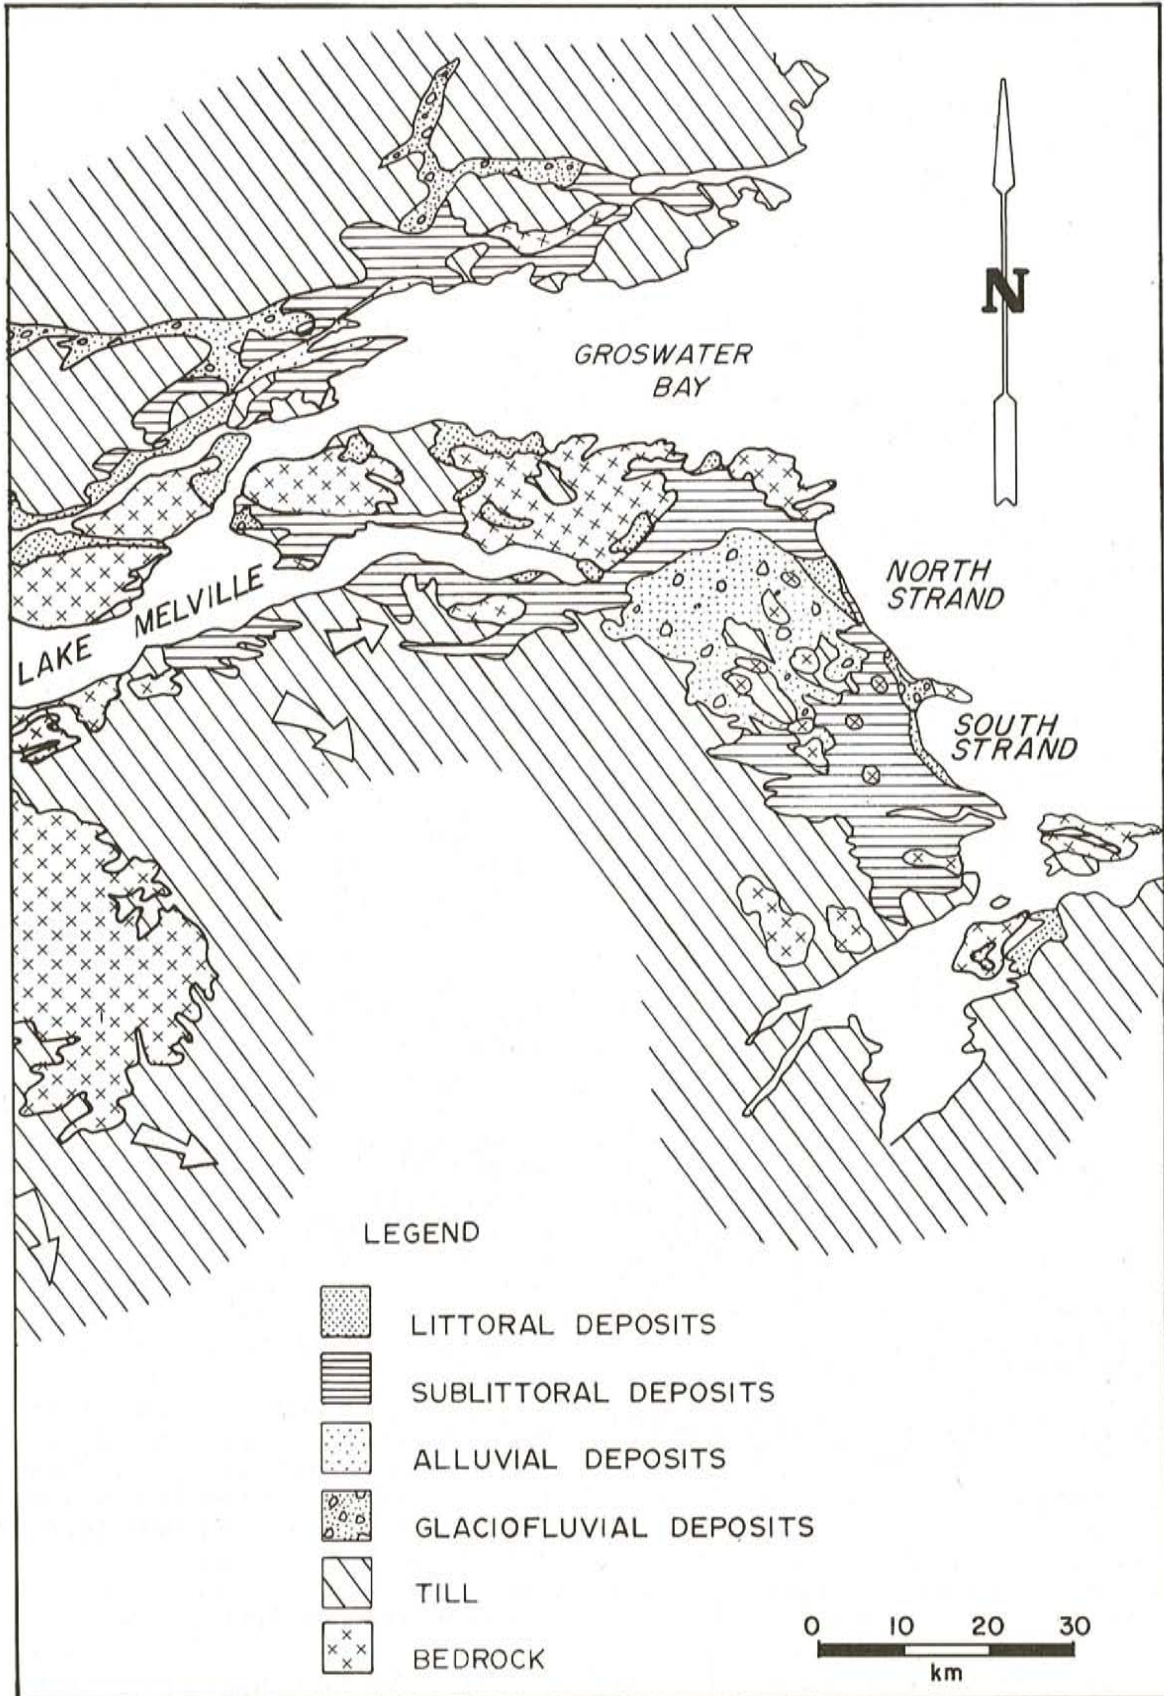 N
GROSWATER
BAY
NORTH
STRAND
LAKE MELVILLE
SOUTH
STRAND
LEGEND
LITTORAL DEPOSITS
SUBLITTORAL DEPOSITS
ALLUVIAL DEPOSITS
GLACIOFLUVIAL DEPOSITS
TILL
BEDROCK
0 10 20 30
km